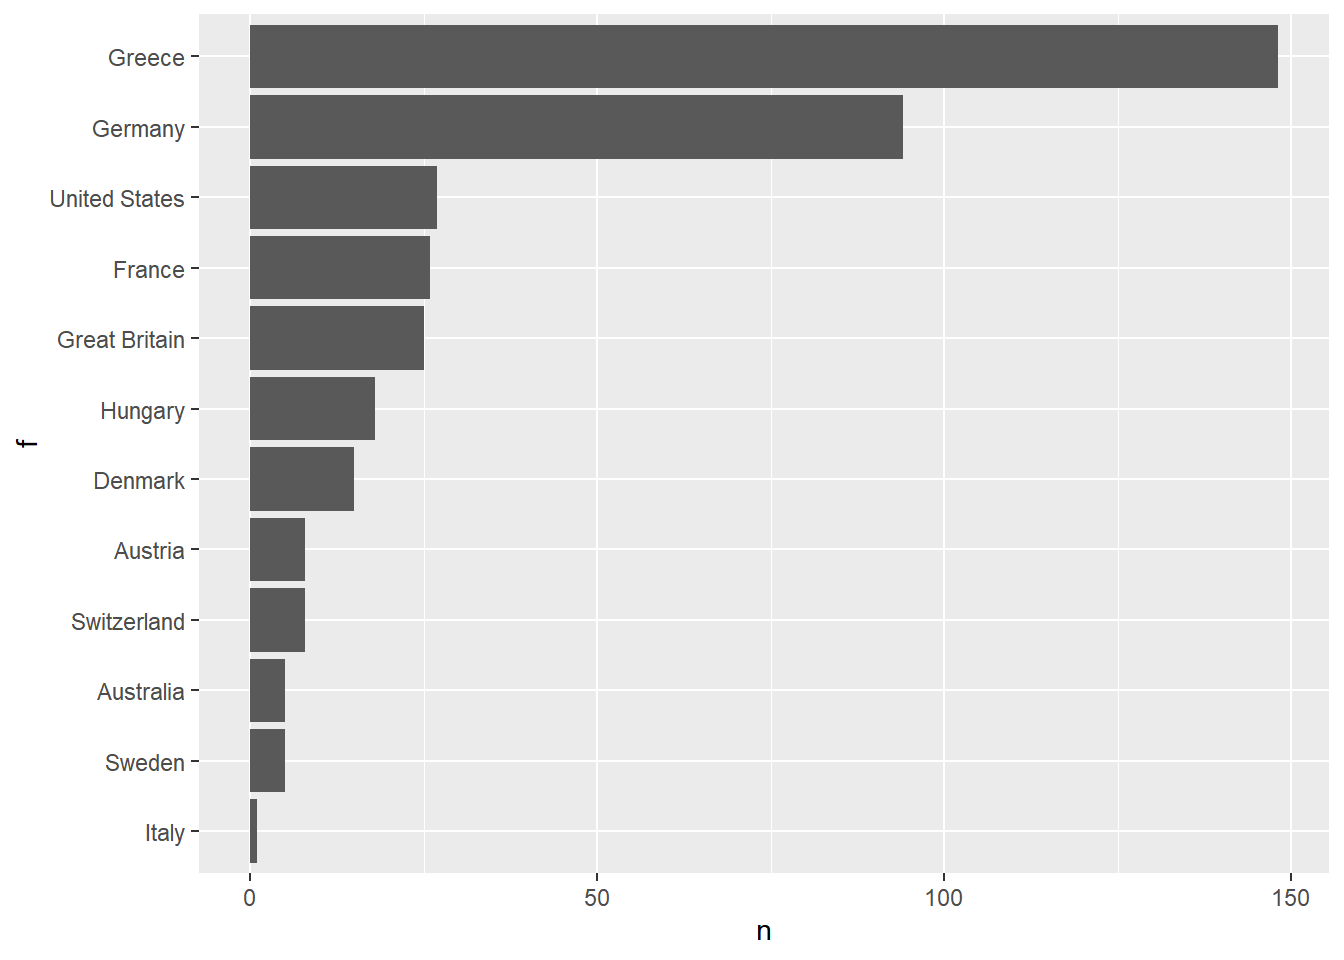 Greece
Germany
United States
France
Great Britain
Hungary
Denmark
Austria
Switzerland
Australia
Sweden
Italy
f
0 50 100 150
n